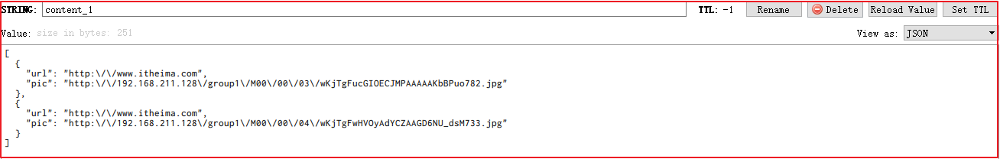 STRING: content_1 TTL: -1 Rename Delete Reload Value Set TTL
Value: size in bytes: 251 View as: JSON
[
  {
    "url": "http:\/\/www.itheima.com",
    "pic": "http:\/\/192.168.211.128\/group1\/M00\/00\/03\/wKjTgFucGIOECJMPAAAAAKbBPuo782.jpg"
  },
  {
    "url": "http:\/\/www.itheima.com",
    "pic": "http:\/\/192.168.211.128\/group1\/M00\/00\/04\/wKjTgFwHVOyAdYCZAAGD6NU_dsM733.jpg"
  }
]